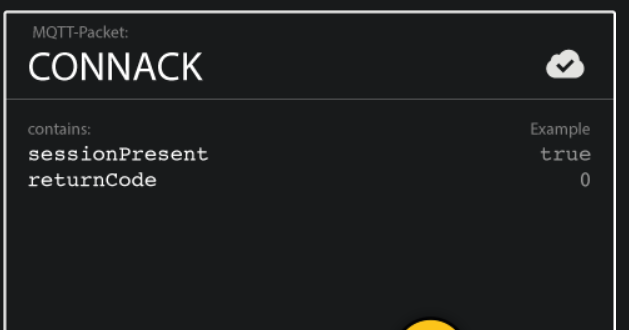 MQTT-Packet:
CONNACK
contains: Example
sessionPresent true
returnCode 0